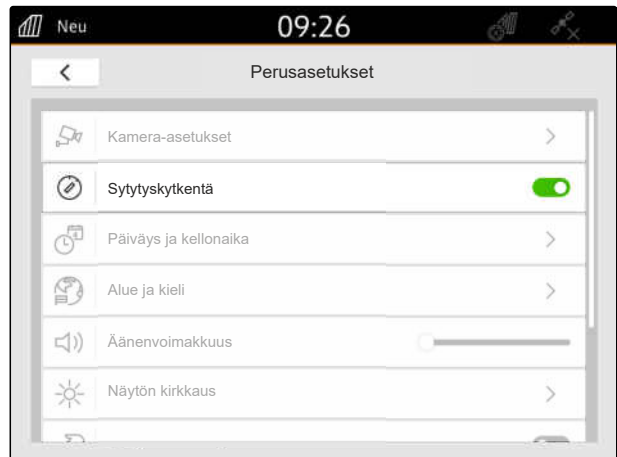 Neu
09:26
Perusasetukset
Kamera-asetukset
Sytytyskytkentä
Päiväys ja kellonaika
Alue ja kieli
Äänenvoimakkuus
Näytön kirkkaus